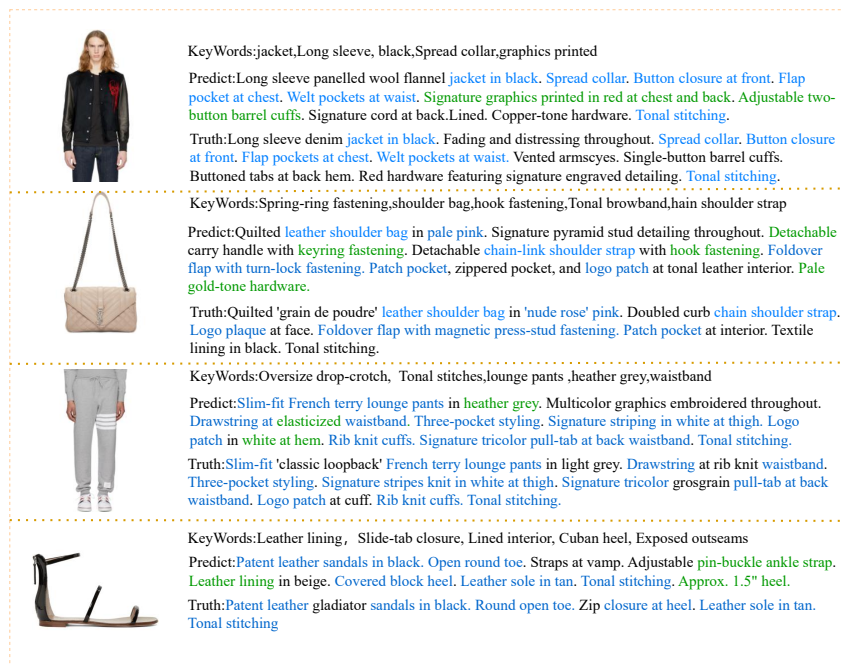 KeyWords:jacket,Long sleeve, black,Spread collar,graphics printed
Predict:Long sleeve panelled wool flannel jacket in black. Spread collar. Button closure at front. Flap
pocket at chest. Welt pockets at waist. Signature graphics printed in red at chest and back. Adjustable two-
button barrel cuffs. Signature cord at back.Lined. Copper-tone hardware. Tonal stitching.
Truth:Long sleeve denim jacket in black. Fading and distressing throughout. Spread collar. Button closure
at front. Flap pockets at chest. Welt pockets at waist. Vented armscyes. Single-button barrel cuffs.
Buttoned tabs at back hem. Red hardware featuring signature engraved detailing. Tonal stitching.
KeyWords:Spring-ring fastening,shoulder bag,hook fastening,Tonal browband,hain shoulder strap
Predict:Quilted leather shoulder bag in pale pink. Signature pyramid stud detailing throughout. Detachable
carry handle with keyring fastening. Detachable chain-link shoulder strap with hook fastening. Foldover
flap with turn-lock fastening. Patch pocket, zippered pocket, and logo patch at tonal leather interior. Pale
gold-tone hardware.
Truth:Quilted 'grain de poudre' leather shoulder bag in 'nude rose' pink. Doubled curb chain shoulder strap.
Logo plaque at face. Foldover flap with magnetic press-stud fastening. Patch pocket at interior. Textile
lining in black. Tonal stitching.
KeyWords:Oversize drop-crotch, Tonal stitches,lounge pants ,heather grey,waistband
Predict:Slim-fit French terry lounge pants in heather grey. Multicolor graphics embroidered throughout.
Drawstring at elasticized waistband. Three-pocket styling. Signature striping in white at thigh. Logo
patch in white at hem. Rib knit cuffs. Signature tricolor pull-tab at back waistband. Tonal stitching.
Truth:Slim-fit 'classic loopback' French terry lounge pants in light grey. Drawstring at rib knit waistband.
Three-pocket styling. Signature stripes knit in white at thigh. Signature tricolor grosgrain pull-tab at back
waistband. Logo patch at cuff. Rib knit cuffs. Tonal stitching.
KeyWords:Leather lining, Slide-tab closure, Lined interior, Cuban heel, Exposed outseams
Predict:Patent leather sandals in black. Open round toe. Straps at vamp. Adjustable pin-buckle ankle strap.
Leather lining in beige. Covered block heel. Leather sole in tan. Tonal stitching. Approx. 1.5" heel.
Truth:Patent leather gladiator sandals in black. Round open toe. Zip closure at heel. Leather sole in tan.
Tonal stitching